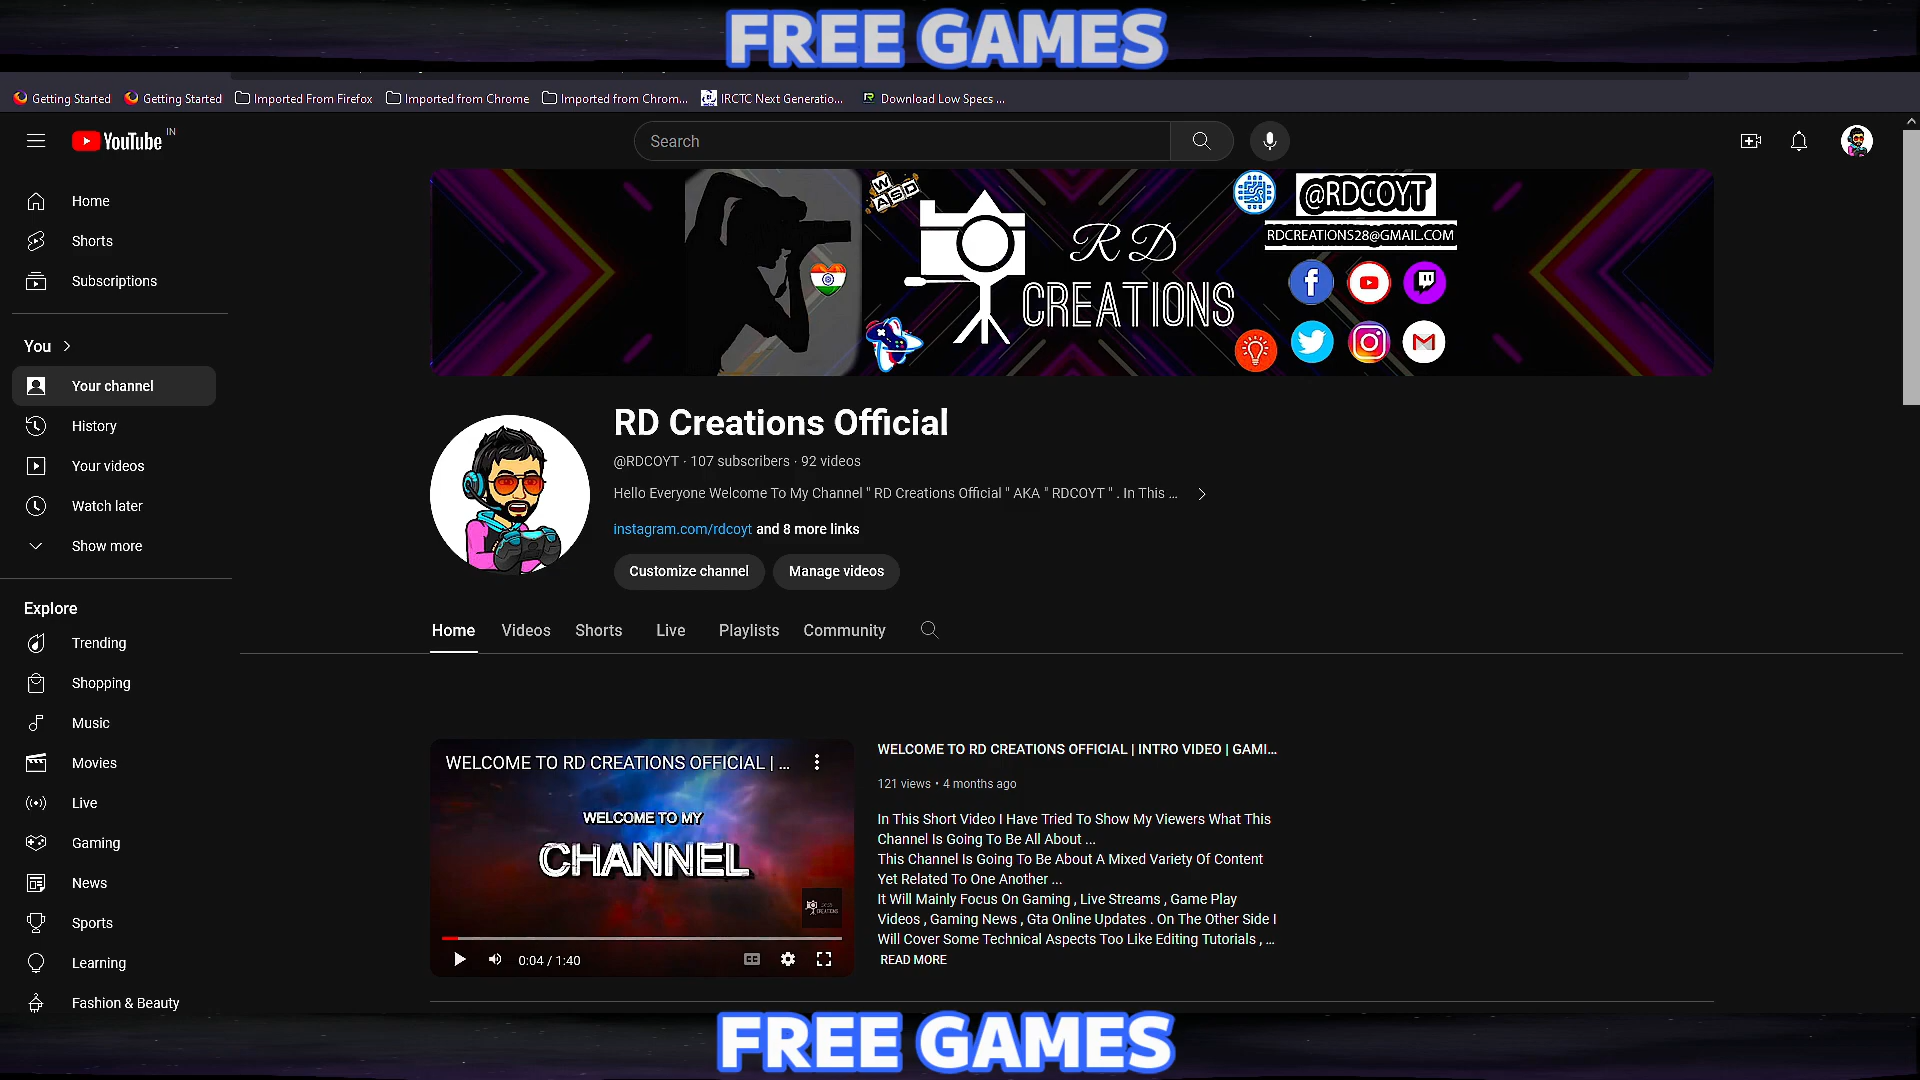 FREE GAMES
Getting Started
Getting Started
Imported From Firefox
Imported from Chrome
Imported from Chrom...
IRCTC Next Generatio...
Download Low Specs ...
YouTube IN
Search
Home
Shorts
Subscriptions
You
Your channel
History
Your videos
Watch later
Show more
Explore
Trending
Shopping
Music
Movies
Live
Gaming
News
Sports
Learning
Fashion & Beauty
W
ASD
RD
CREATIONS
@RDCOYT
RDCREATIONS28@GMAIL.COM
RD Creations Official
@RDCOYT · 107 subscribers · 92 videos
Hello Everyone Welcome To My Channel " RD Creations Official " AKA " RDCOYT " . In This ...
instagram.com/rdcoyt and 8 more links
Customize channel
Manage videos
Home Videos Shorts Live Playlists Community
WELCOME TO RD CREATIONS OFFICIAL | ...
WELCOME TO MY
CHANNEL
CREATIONS
0:04 / 1:40
CC
WELCOME TO RD CREATIONS OFFICIAL | INTRO VIDEO | GAMI...
121 views • 4 months ago
In This Short Video I Have Tried To Show My Viewers What This
Channel Is Going To Be All About ...
This Channel Is Going To Be About A Mixed Variety Of Content
Yet Related To One Another ...
It Will Mainly Focus On Gaming , Live Streams , Game Play
Videos , Gaming News , Gta Online Updates . On The Other Side I
Will Cover Some Technical Aspects Too Like Editing Tutorials , ...
READ MORE
FREE GAMES